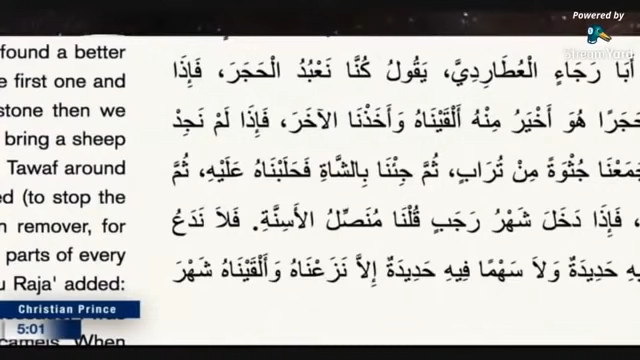 Powered by
StreamYard
found a better
e first one and
stone then we
bring a sheep
Tawaf around
ed (to stop the
n remover, for
parts of every
u Raja' added:
camels. When
أَبَا رَجَاءٍ الْعُطَارِدِيَّ، يَقُولُ كُنَّا نَعْبُدُ الْحَجَرَ، فَإِذَا
حَجَرًا هُوَ أَخْيَرُ مِنْهُ أَلْقَيْنَاهُ وَأَخَذْنَا الآخَرَ، فَإِذَا لَمْ نَجِدْ
جَمَعْنَا جُثْوَةً مِنْ تُرَابٍ، ثُمَّ جِئْنَا بِالشَّاةِ فَحَلَبْنَاهُ عَلَيْهِ، ثُمَّ
، فَإِذَا دَخَلَ شَهْرُ رَجَبٍ قُلْنَا مُنَصِّلُ الأَسِنَّةِ. فَلاَ نَدَعُ
يهِ حَدِيدَةٌ وَلاَ سَهْمًا فِيهِ حَدِيدَةٌ إِلاَّ نَزَعْنَاهُ وَأَلْقَيْنَاهُ شَهْرَ
Christian Prince
5:01